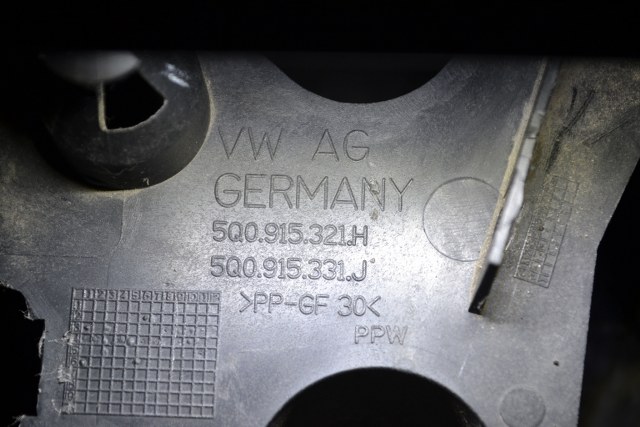 VW AG
GERMANY
5Q0.915.321.H
5Q0.915.331.J
>PP-GF 30<
PPW